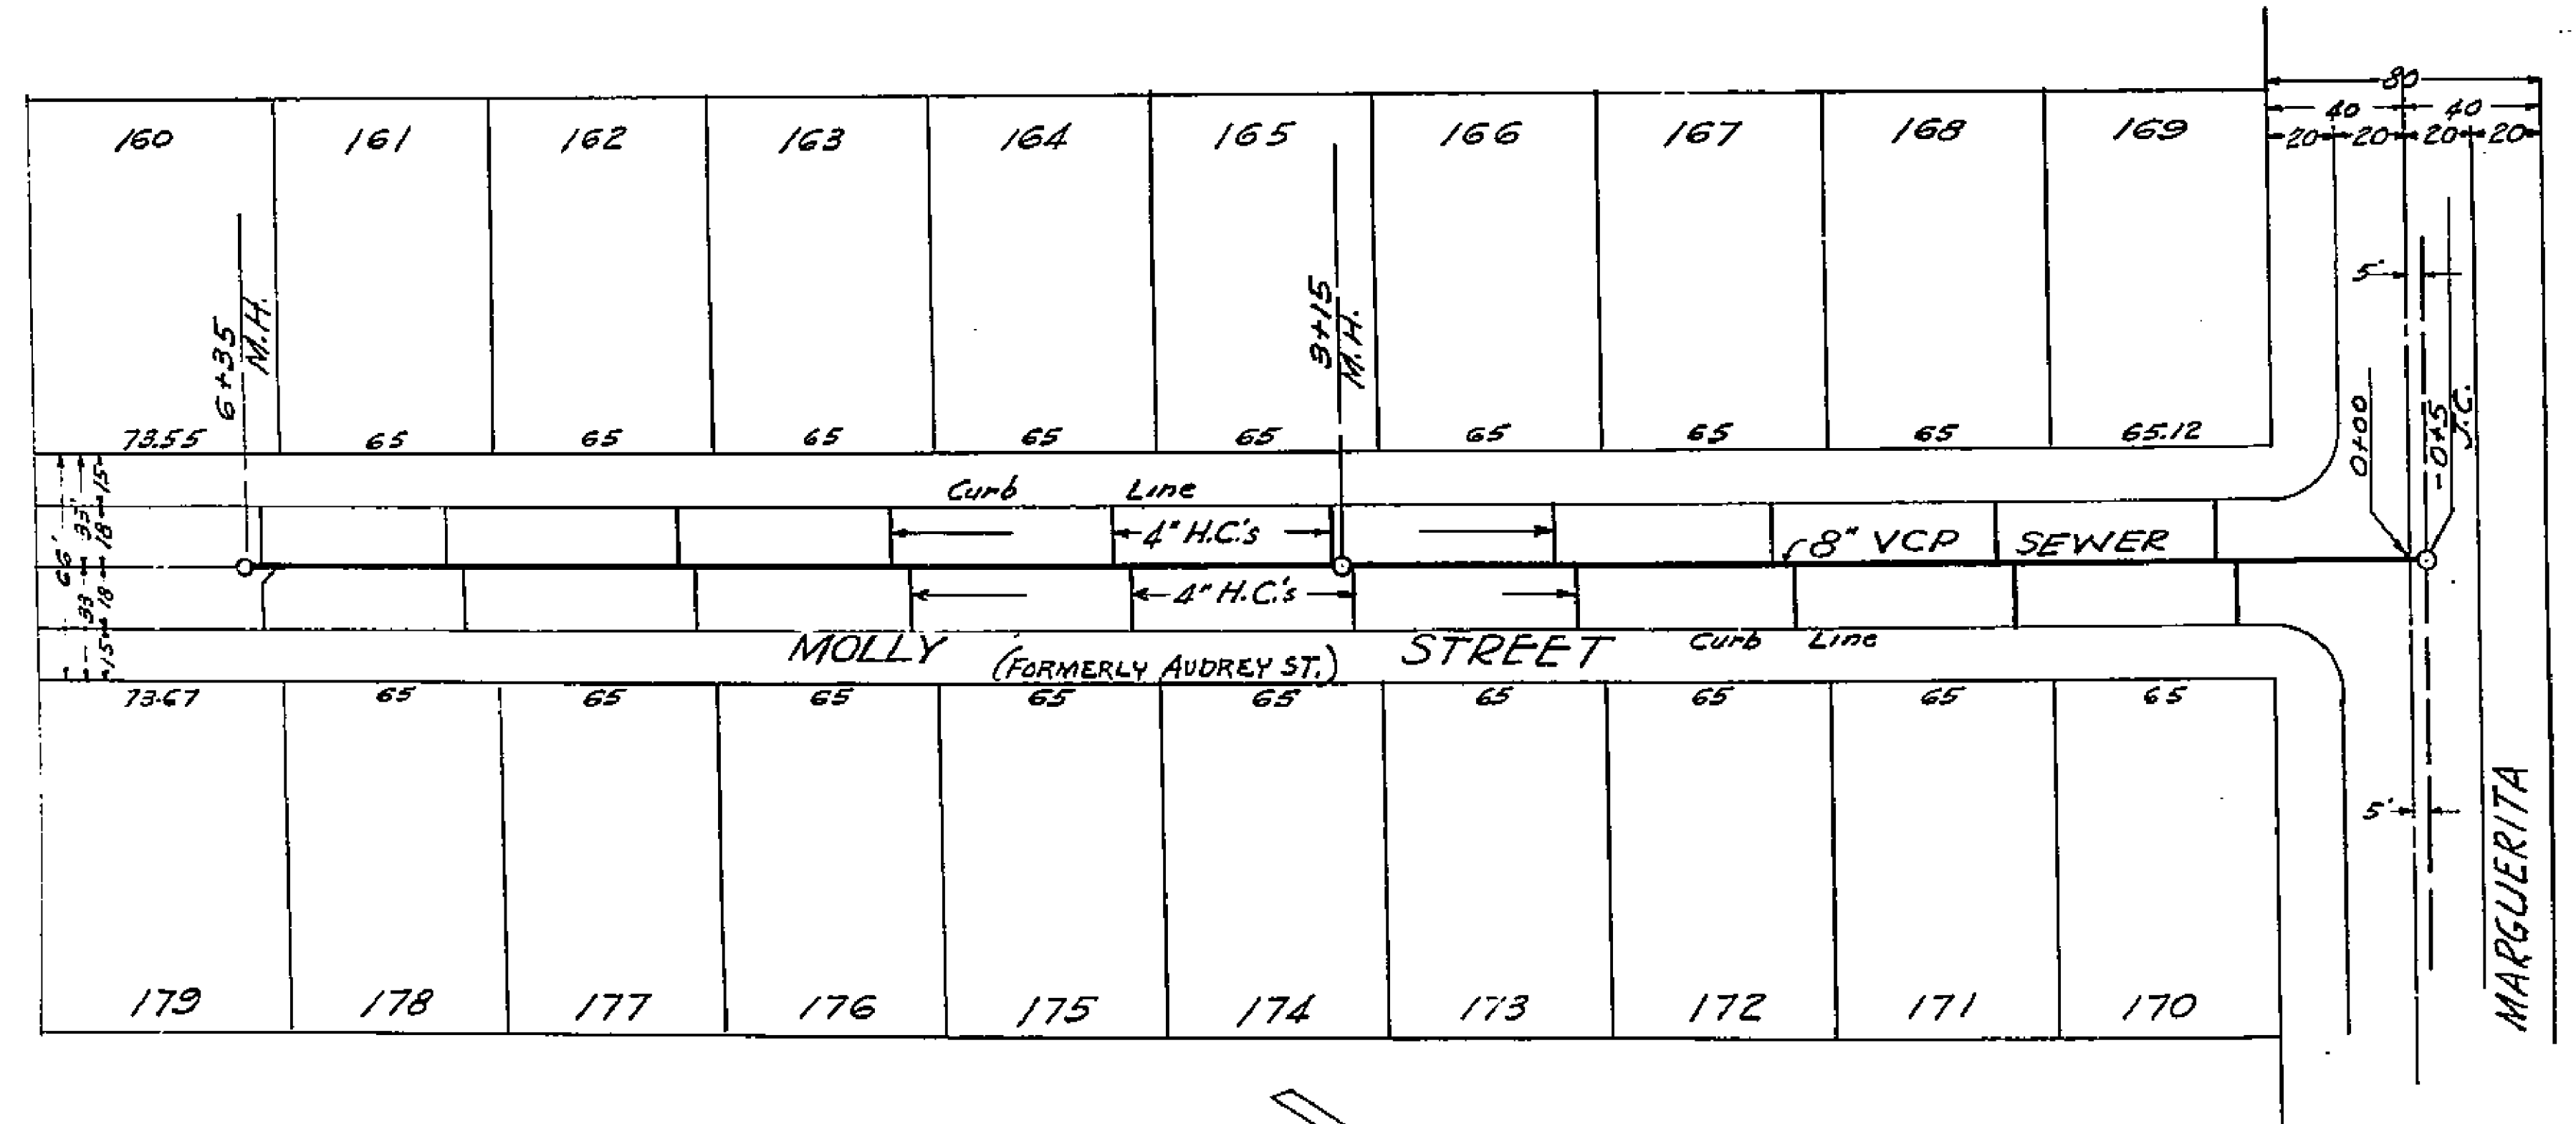 80
40 40
20 20 20 20
160 161 162 163 164 165 166 167 168 169
5'
6+35
M.H.
3+15
M.H.
0+00
-0+5
J.C.
73.55 65 65 65 65 65 65 65 65 65.12
66'
33' 33
15 18 18 15
Curb Line
4" H.C.'s
8" VCP SEWER
4" H.C.'s
MOLLY STREET
(FORMERLY AUDREY ST.)
Curb Line
73.67 65 65 65 65 65 65 65 65 65
5'
MARGUERITA
179 178 177 176 175 174 173 172 171 170